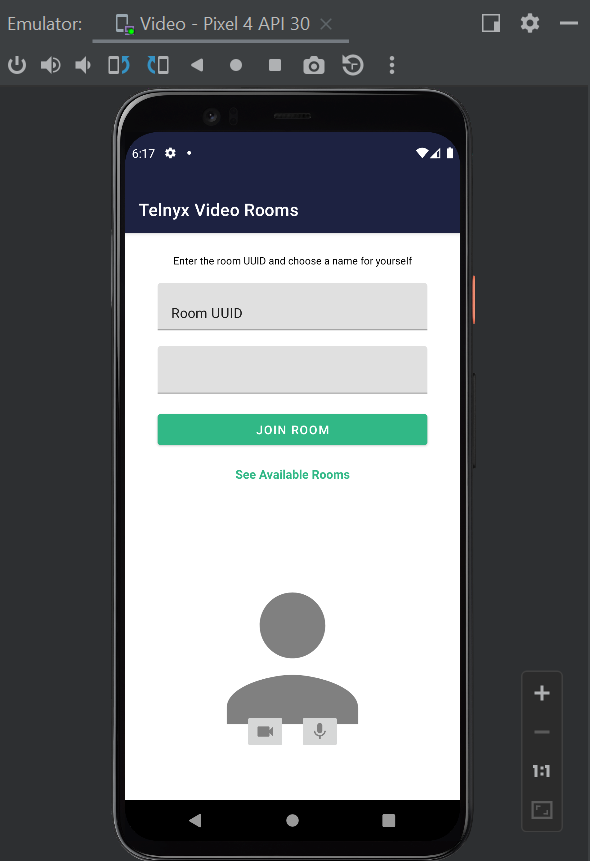 Emulator: Video - Pixel 4 API 30
6:17
Telnyx Video Rooms
Enter the room UUID and choose a name for yourself
Room UUID
JOIN ROOM
See Available Rooms
1:1